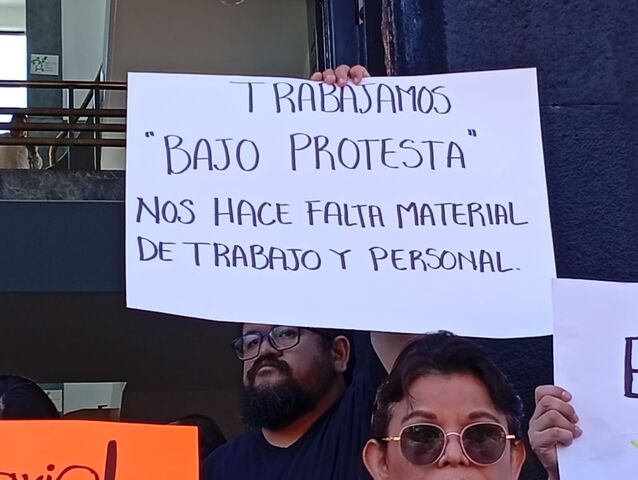 TRABAJAMOS
"BAJO PROTESTA"
NOS HACE FALTA MATERIAL
DE TRABAJO Y PERSONAL.